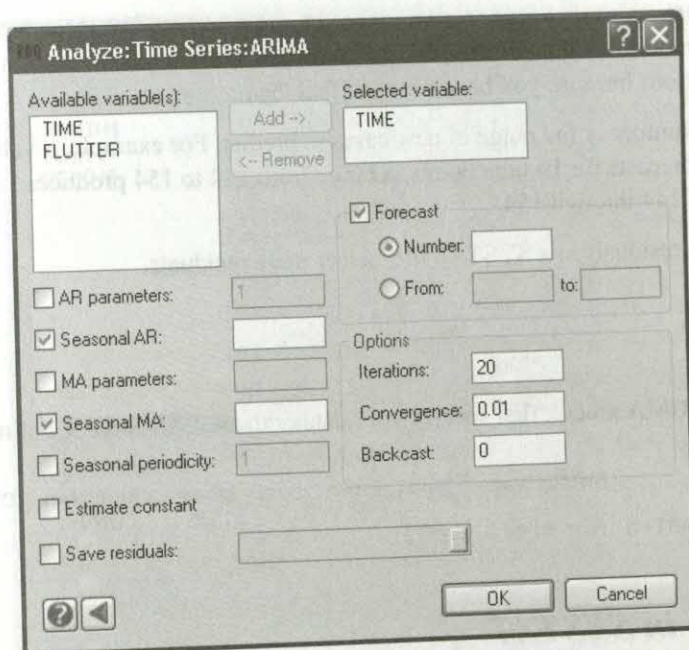 Analyze:Time Series:ARIMA
Available variable(s):
TIME
FLUTTER
Add -->
<-- Remove
Selected variable:
TIME
Forecast
Number:
From:
to:
AR parameters: 1
Seasonal AR:
MA parameters:
Seasonal MA:
Seasonal periodicity: 1
Estimate constant
Save residuals:
Options
Iterations: 20
Convergence: 0.01
Backcast: 0
OK
Cancel